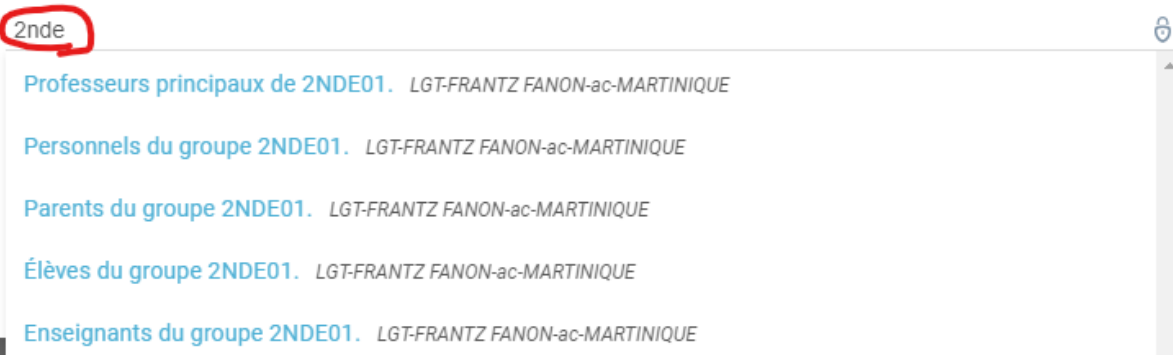 2nde
Professeurs principaux de 2NDE01. LGT-FRANTZ FANON-ac-MARTINIQUE
Personnels du groupe 2NDE01. LGT-FRANTZ FANON-ac-MARTINIQUE
Parents du groupe 2NDE01. LGT-FRANTZ FANON-ac-MARTINIQUE
Élèves du groupe 2NDE01. LGT-FRANTZ FANON-ac-MARTINIQUE
Enseignants du groupe 2NDE01. LGT-FRANTZ FANON-ac-MARTINIQUE